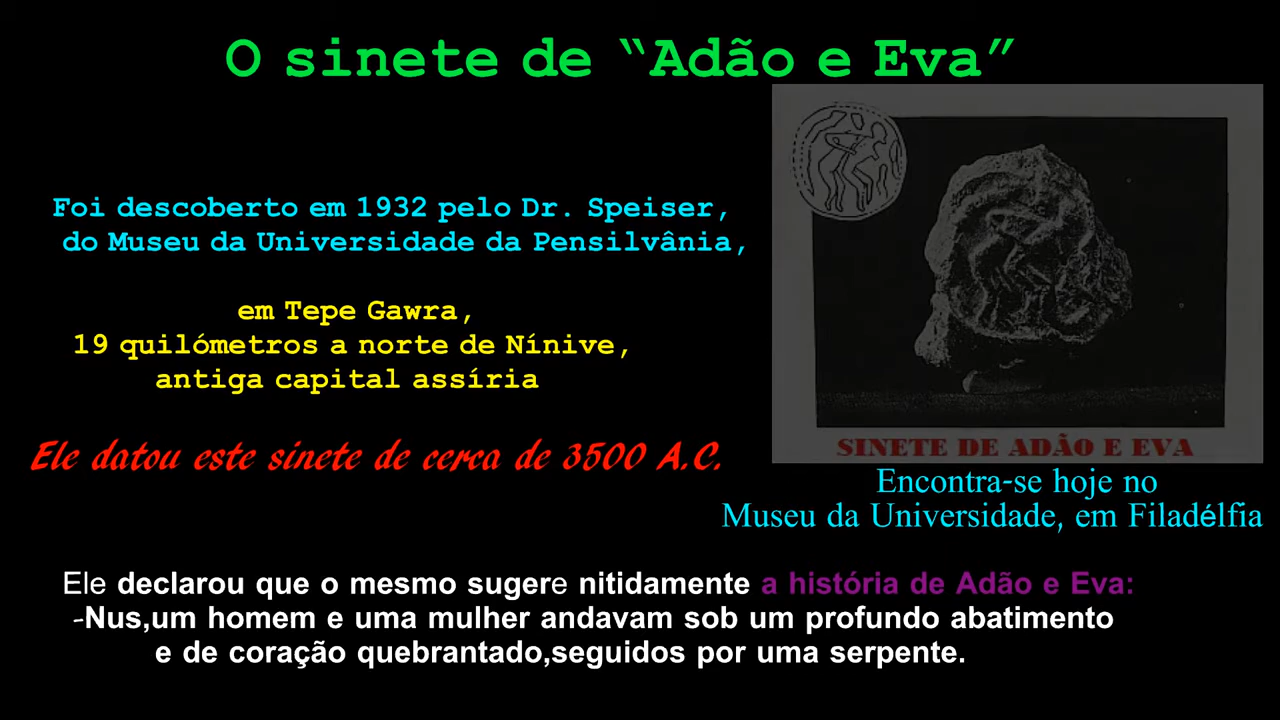 O sinete de “Adão e Eva”
Foi descoberto em 1932 pelo Dr. Speiser,
do Museu da Universidade da Pensilvânia,
em Tepe Gawra,
19 quilómetros a norte de Nínive,
antiga capital assíria
Ele datou este sinete de cerca de 3500 A.C.
SINETE DE ADÃO E EVA
Encontra-se hoje no
Museu da Universidade, em Filadélfia
Ele declarou que o mesmo sugere nitidamente a história de Adão e Eva:
-Nus,um homem e uma mulher andavam sob um profundo abatimento
e de coração quebrantado,seguidos por uma serpente.